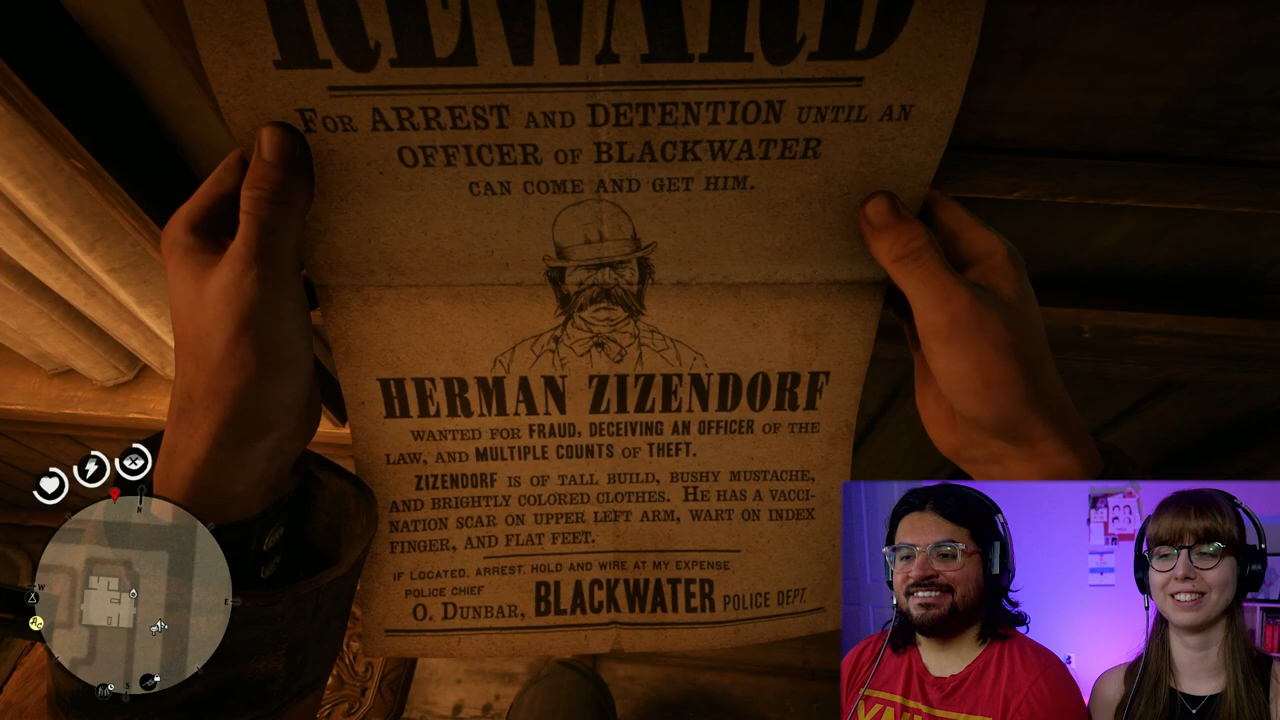 REWARD
FOR ARREST AND DETENTION UNTIL AN
OFFICER OF BLACKWATER
CAN COME AND GET HIM.
HERMAN ZIZENDORF
WANTED FOR FRAUD, DECEIVING AN OFFICER OF THE
LAW, AND MULTIPLE COUNTS OF THEFT.
ZIZENDORF IS OF TALL BUILD, BUSHY MUSTACHE,
AND BRIGHTLY COLORED CLOTHES. HE HAS A VACCI-
NATION SCAR ON UPPER LEFT ARM, WART ON INDEX
FINGER, AND FLAT FEET.
IF LOCATED, ARREST, HOLD AND WIRE AT MY EXPENSE
POLICE CHIEF
O. DUNBAR, BLACKWATER POLICE DEPT.
N
W
E
S